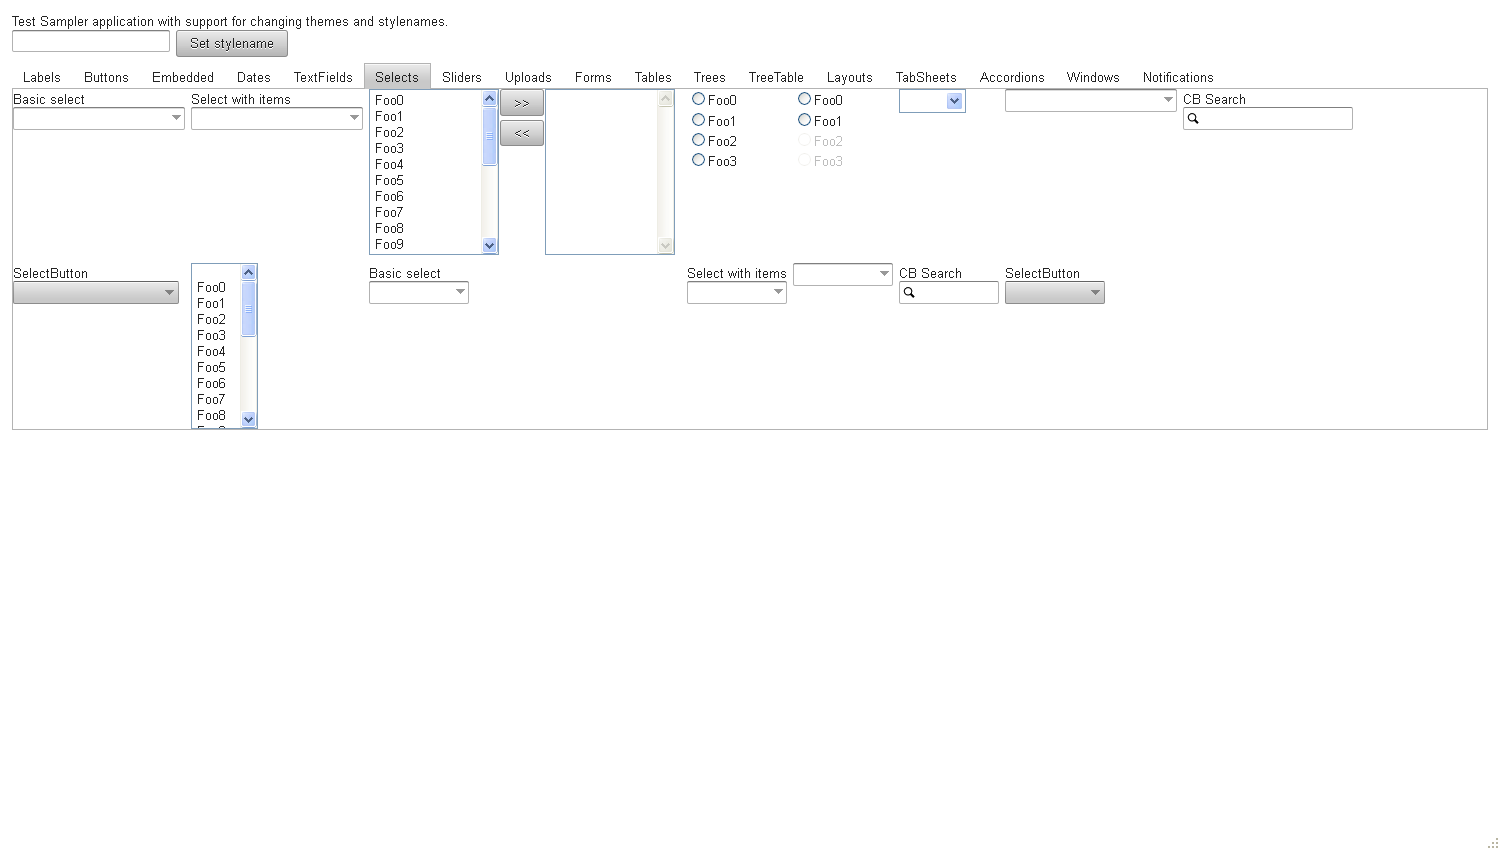 Test Sampler application with support for changing themes and stylenames.
Set stylename
Labels Buttons Embedded Dates TextFields Selects Sliders Uploads Forms Tables Trees TreeTable Layouts TabSheets Accordions Windows Notifications
Basic select
Select with items
Foo0
Foo1
Foo2
Foo3
Foo4
Foo5
Foo6
Foo7
Foo8
Foo9
>>
<<
Foo0
Foo1
Foo2
Foo3
Foo0
Foo1
Foo2
Foo3
CB Search
SelectButton
Foo0
Foo1
Foo2
Foo3
Foo4
Foo5
Foo6
Foo7
Foo8
Basic select
Select with items
CB Search
SelectButton